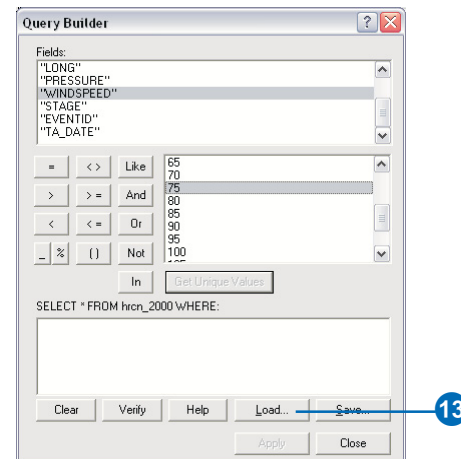 Query Builder
Fields:
"LONG"
"PRESSURE"
"WINDSPEED"
"STAGE"
"EVENTID"
"TA_DATE"
= <> Like
> >= And
< <= Or
_ % () Not
In
65
70
75
80
85
90
95
100
Get Unique Values
SELECT * FROM hrcn_2000 WHERE:
Clear Verify Help Load... Save...
13
Apply Close